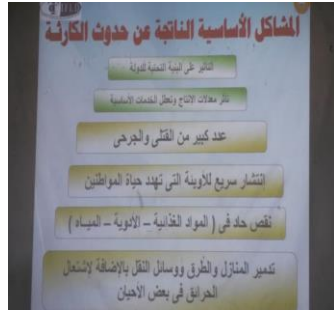 المشاكل الأساسية الناتجة عن حدوث الكارثة
التأثير على البنية التحتية للدولة
تأثر معدلات الانتاج وتعطل الخدمات الأساسية
عدد كبير من القتلى والجرحى
انتشار سريع للأوبئة التى تهدد حياة المواطنين
نقص حاد فى ( المواد الغذائية – الادوية – المياه )
تدمير المنازل والطرق ووسائل النقل بالإضافة لإشتعال
الحرائق فى بعض الأحيان